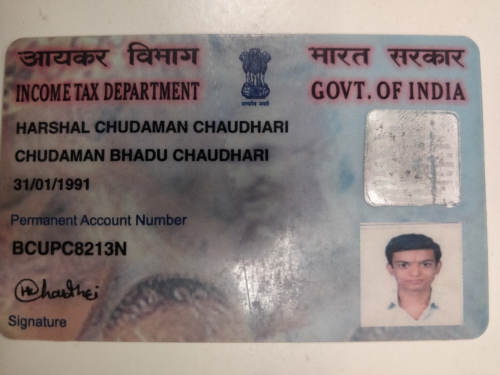 आयकर विभाग
भारत सरकार
INCOME TAX DEPARTMENT
GOVT. OF INDIA
HARSHAL CHUDAMAN CHAUDHARI
CHUDAMAN BHADU CHAUDHARI
31/01/1991
Permanent Account Number
BCUPC8213N
Signature